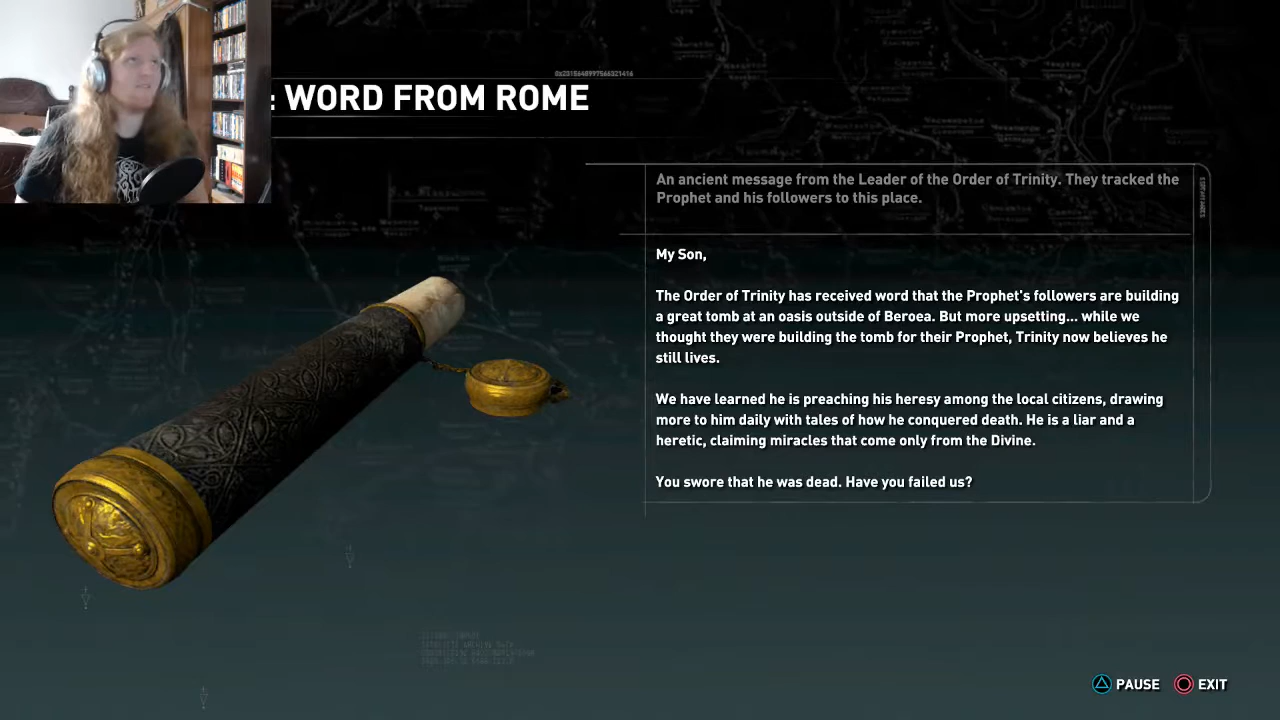 0x2315640997566321416
: WORD FROM ROME
An ancient message from the Leader of the Order of Trinity. They tracked the
Prophet and his followers to this place.
My Son,
The Order of Trinity has received word that the Prophet's followers are building
a great tomb at an oasis outside of Beroea. But more upsetting... while we
thought they were building the tomb for their Prophet, Trinity now believes he
still lives.
We have learned he is preaching his heresy among the local citizens, drawing
more to him daily with tales of how he conquered death. He is a liar and a
heretic, claiming miracles that come only from the Divine.
You swore that he was dead. Have you failed us?
PAUSE EXIT